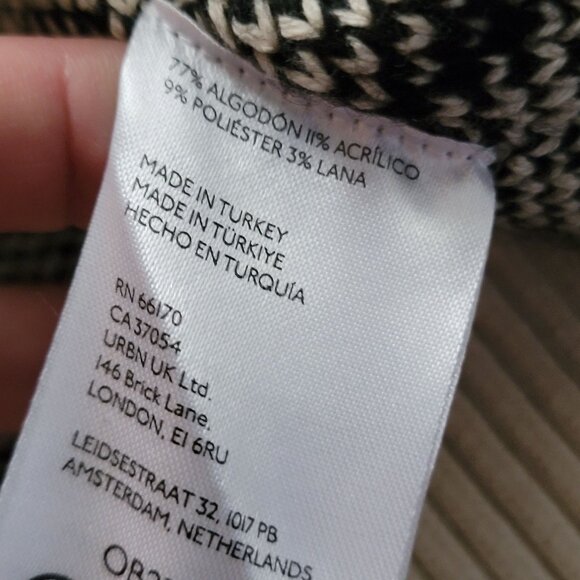 77% ALGODÓN 11% ACRÍLICO
9% POLIÉSTER 3% LANA
MADE IN TURKEY
MADE IN TÜRKIYE
HECHO EN TURQUÍA
RN 66170
CA 37054
URBN UK Ltd.
146 Brick Lane,
LONDON, E1 6RU
LEIDSESTRAAT 32, 1017 PB
AMSTERDAM, NETHERLANDS